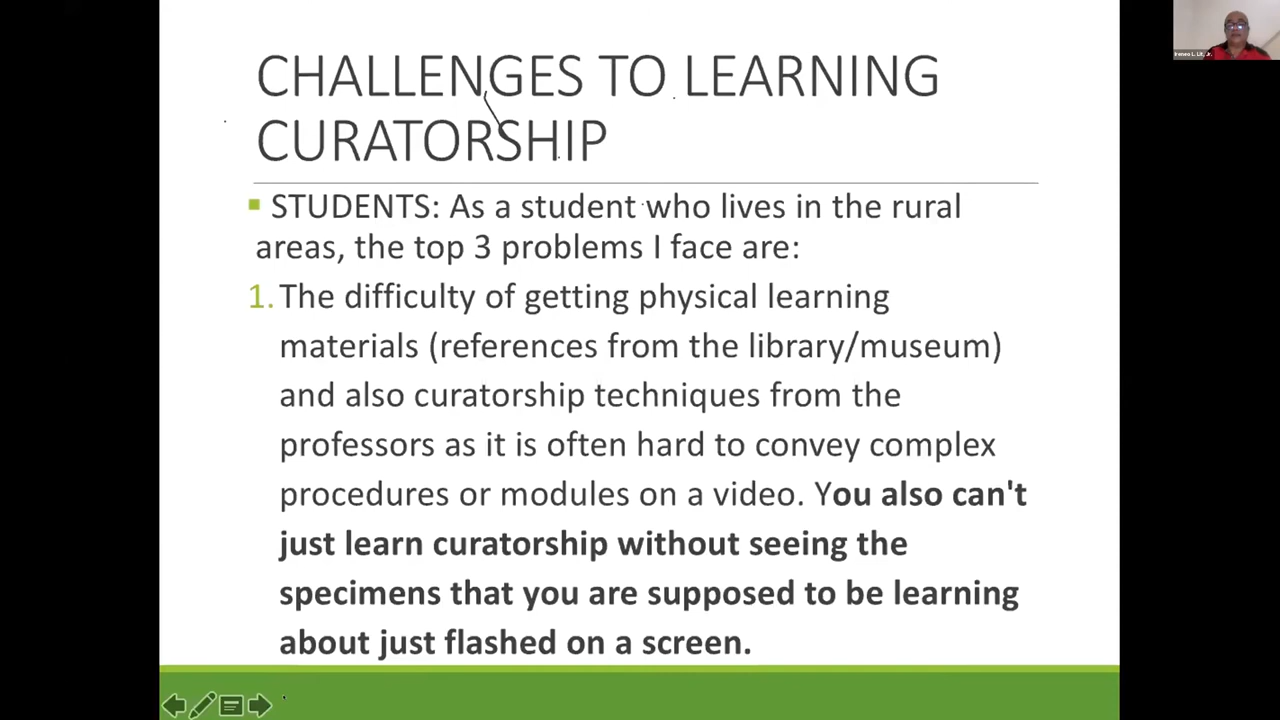 CHALLENGES TO LEARNING
CURATORSHIP
STUDENTS: As a student who lives in the rural
areas, the top 3 problems I face are:
1. The difficulty of getting physical learning
materials (references from the library/museum)
and also curatorship techniques from the
professors as it is often hard to convey complex
procedures or modules on a video. You also can't
just learn curatorship without seeing the
specimens that you are supposed to be learning
about just flashed on a screen.
Ireneo L. Lit, Jr.